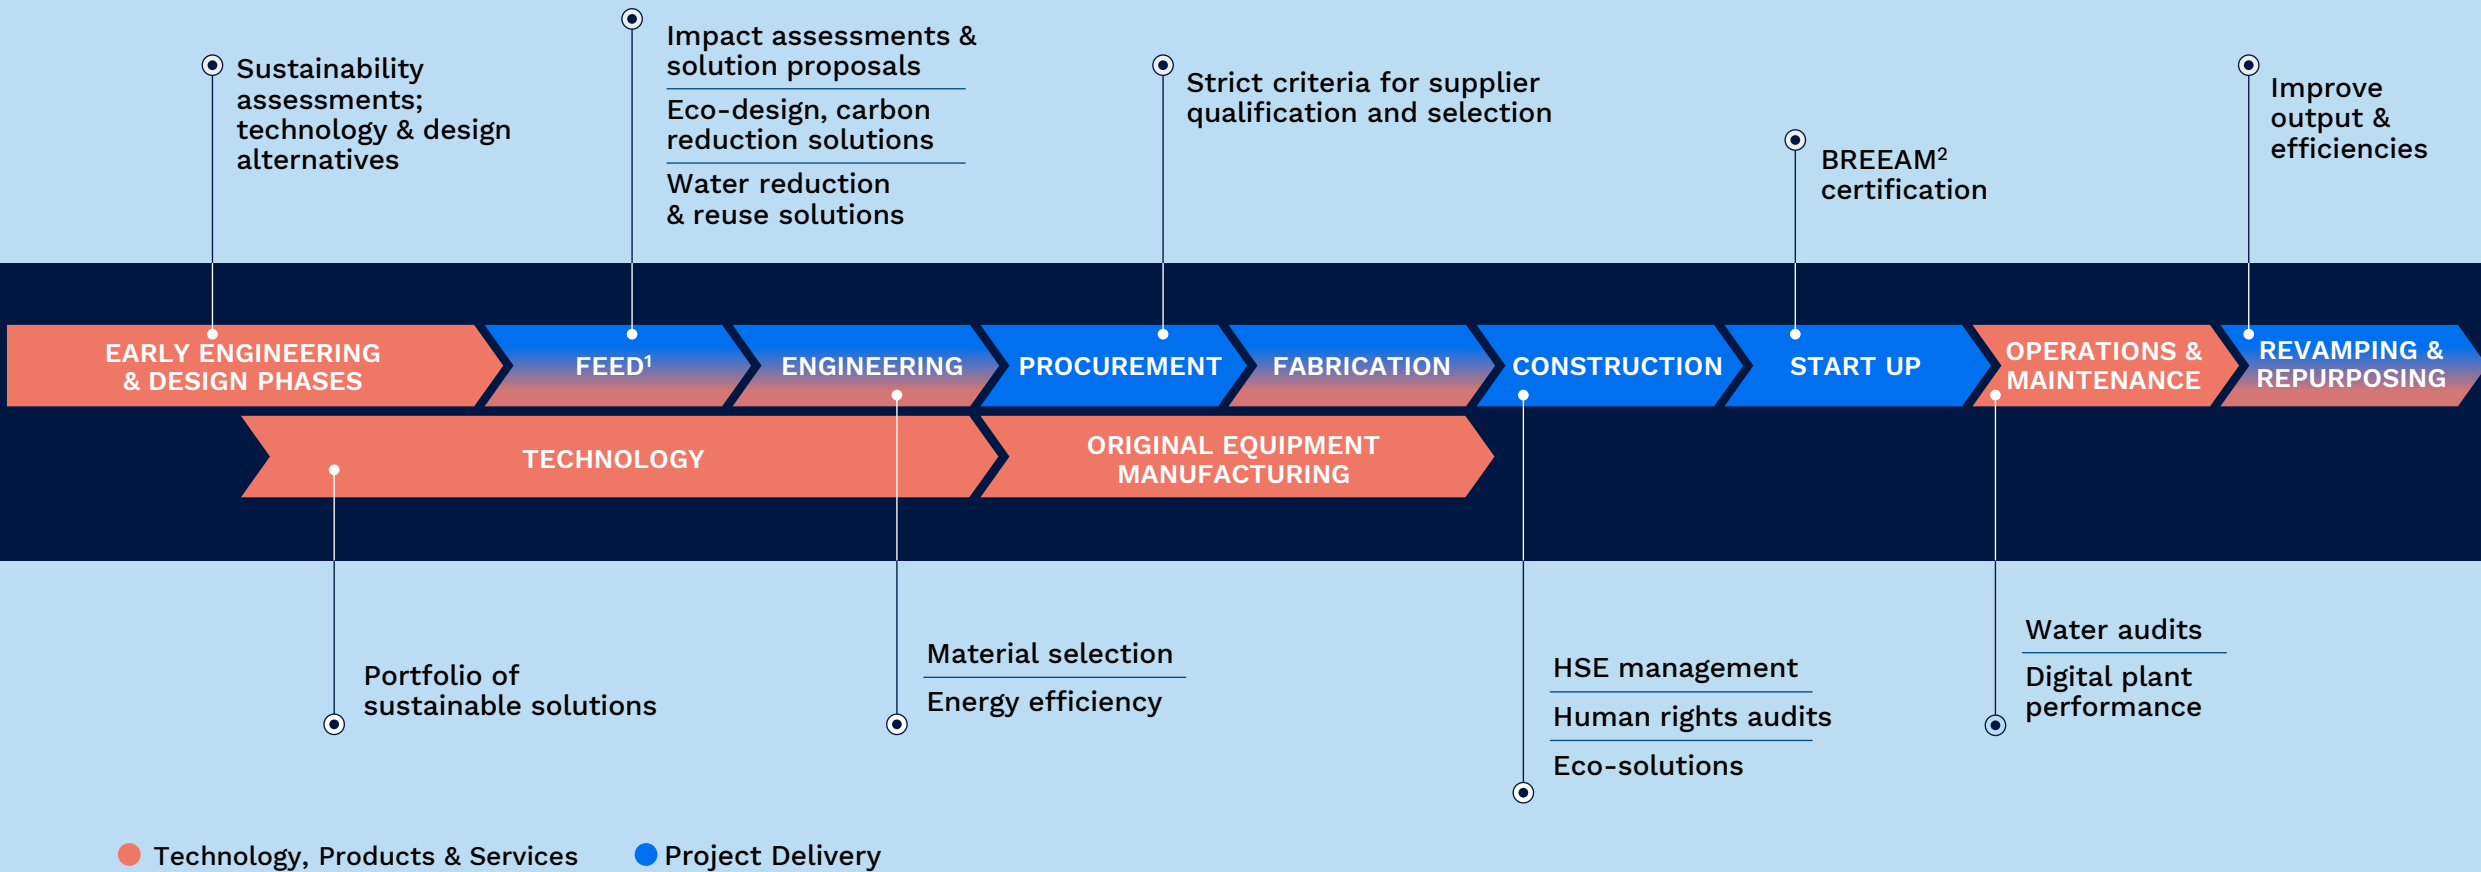 Sustainability
assessments;
technology & design
alternatives
Impact assessments &
solution proposals
Eco-design, carbon
reduction solutions
Water reduction
& reuse solutions
Strict criteria for supplier
qualification and selection
BREEAM²
certification
Improve
output &
efficiencies
EARLY ENGINEERING
& DESIGN PHASES
FEED¹
ENGINEERING
PROCUREMENT
FABRICATION
CONSTRUCTION
START UP
OPERATIONS &
MAINTENANCE
REVAMPING &
REPURPOSING
TECHNOLOGY
ORIGINAL EQUIPMENT
MANUFACTURING
Portfolio of
sustainable solutions
Material selection
Energy efficiency
HSE management
Human rights audits
Eco-solutions
Water audits
Digital plant
performance
Technology, Products & Services
Project Delivery